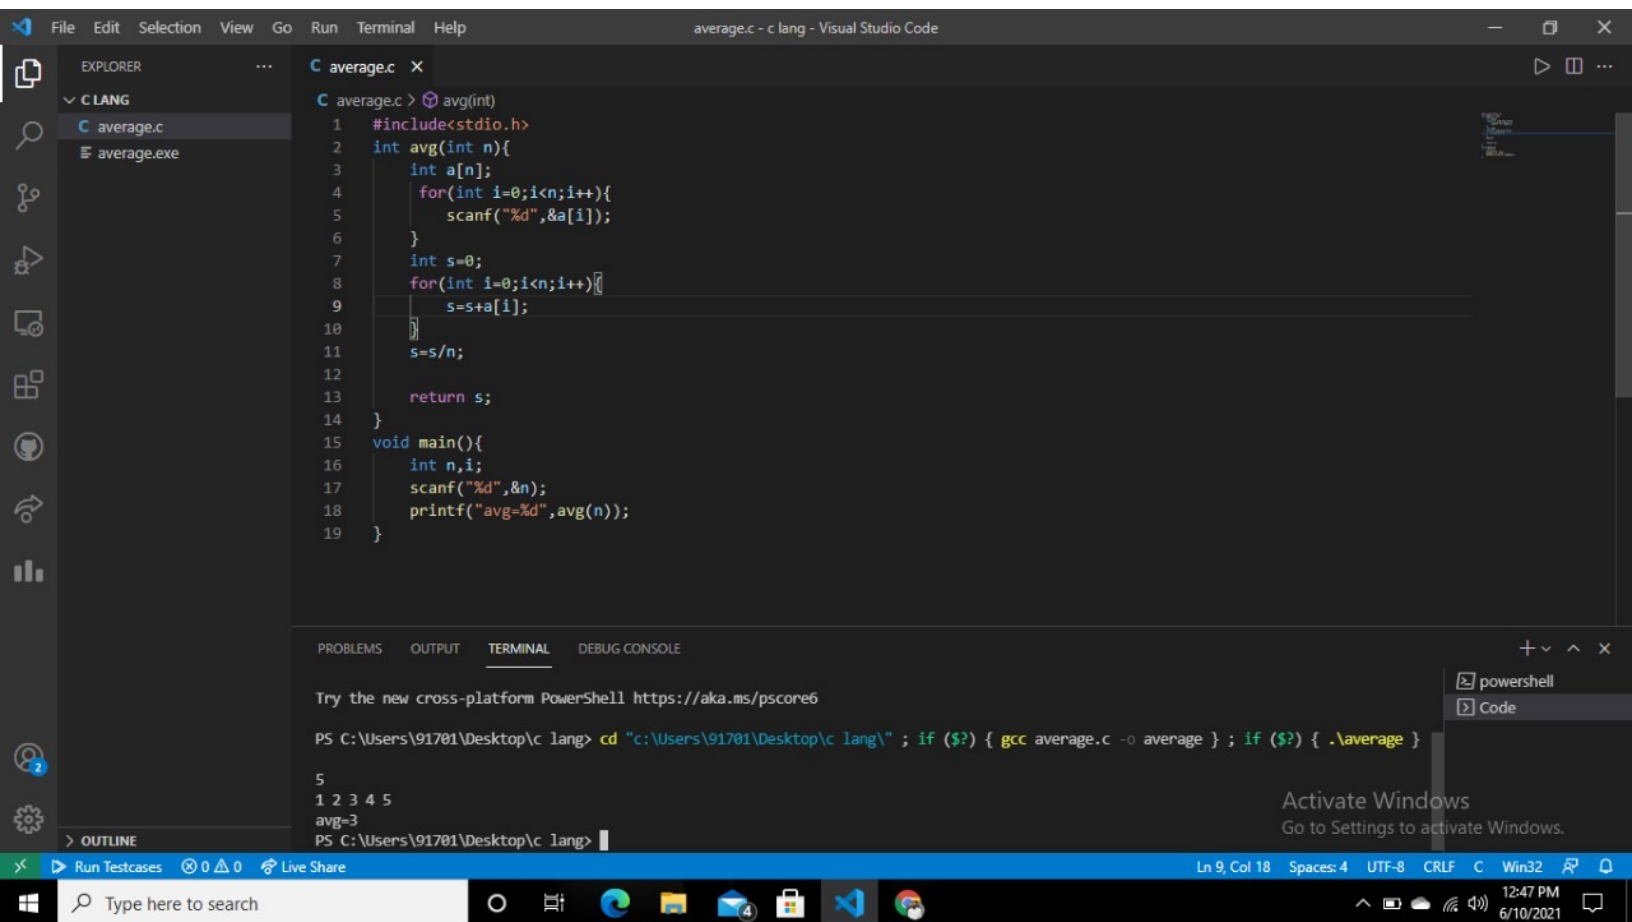 File Edit Selection View Go Run Terminal Help average.c - c lang - Visual Studio Code
EXPLORER
C average.c
C LANG
C average.c > avg(int)
C average.c
average.exe
1 #include<stdio.h>
2 int avg(int n){
3 int a[n];
4 for(int i=0;i<n;i++){
5 scanf("%d",&a[i]);
6 }
7 int s=0;
8 for(int i=0;i<n;i++){
9 s=s+a[i];
10 }
11 s=s/n;
12
13 return s;
14 }
15 void main(){
16 int n,i;
17 scanf("%d",&n);
18 printf("avg=%d",avg(n));
19 }
PROBLEMS OUTPUT TERMINAL DEBUG CONSOLE
powershell
Code
Try the new cross-platform PowerShell https://aka.ms/pscore6
PS C:\Users\91701\Desktop\c lang> cd "c:\Users\91701\Desktop\c lang\" ; if ($?) { gcc average.c -o average } ; if ($?) { .\average }
5
1 2 3 4 5
avg=3
PS C:\Users\91701\Desktop\c lang>
Activate Windows
Go to Settings to activate Windows.
2
OUTLINE
Run Testcases 0 0 Live Share Ln 9, Col 18 Spaces: 4 UTF-8 CRLF C Win32
Type here to search
4
12:47 PM
6/10/2021